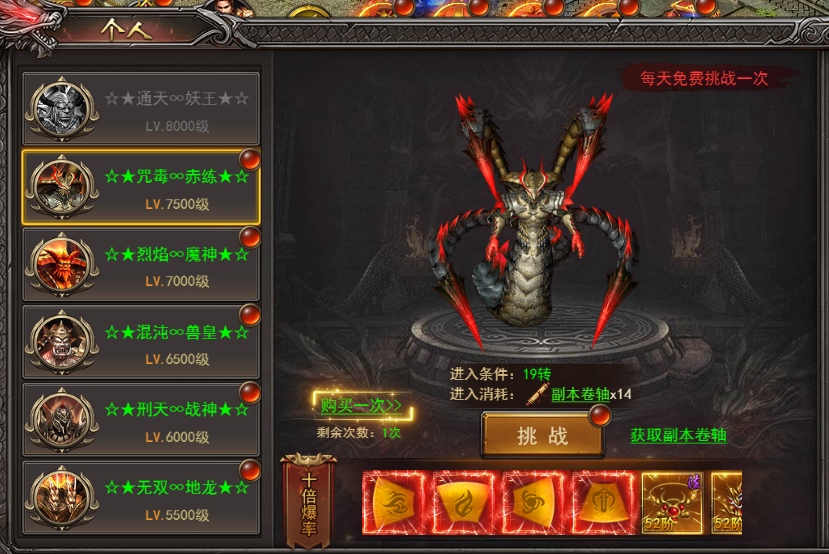 个人
☆★通天∞妖王★☆
LV.8000级
☆★咒毒∞赤练★☆
LV.7500级
☆★烈焰∞魔神★☆
LV.7000级
☆★混沌∞兽皇★☆
LV.6500级
☆★刑天∞战神★☆
LV.6000级
☆★无双∞地龙★☆
LV.5500级
每天免费挑战一次
进入条件：19转
进入消耗：副本卷轴x14
购买一次>>
剩余次数：1次
挑 战
获取副本卷轴
十倍爆率
52阶
52阶